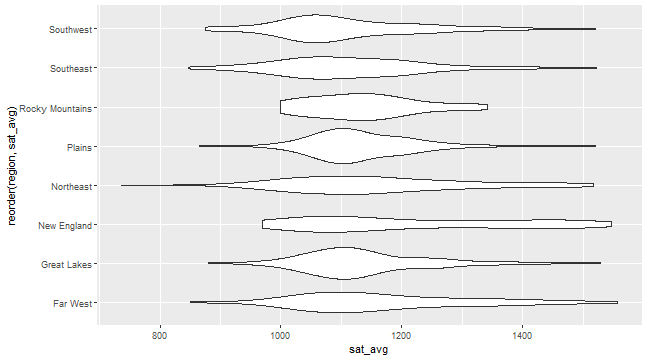 Southwest
Southeast
Rocky Mountains
Plains
Northeast
New England
Great Lakes
Far West
reorder(region, sat_avg)
800 1000 1200 1400
sat_avg